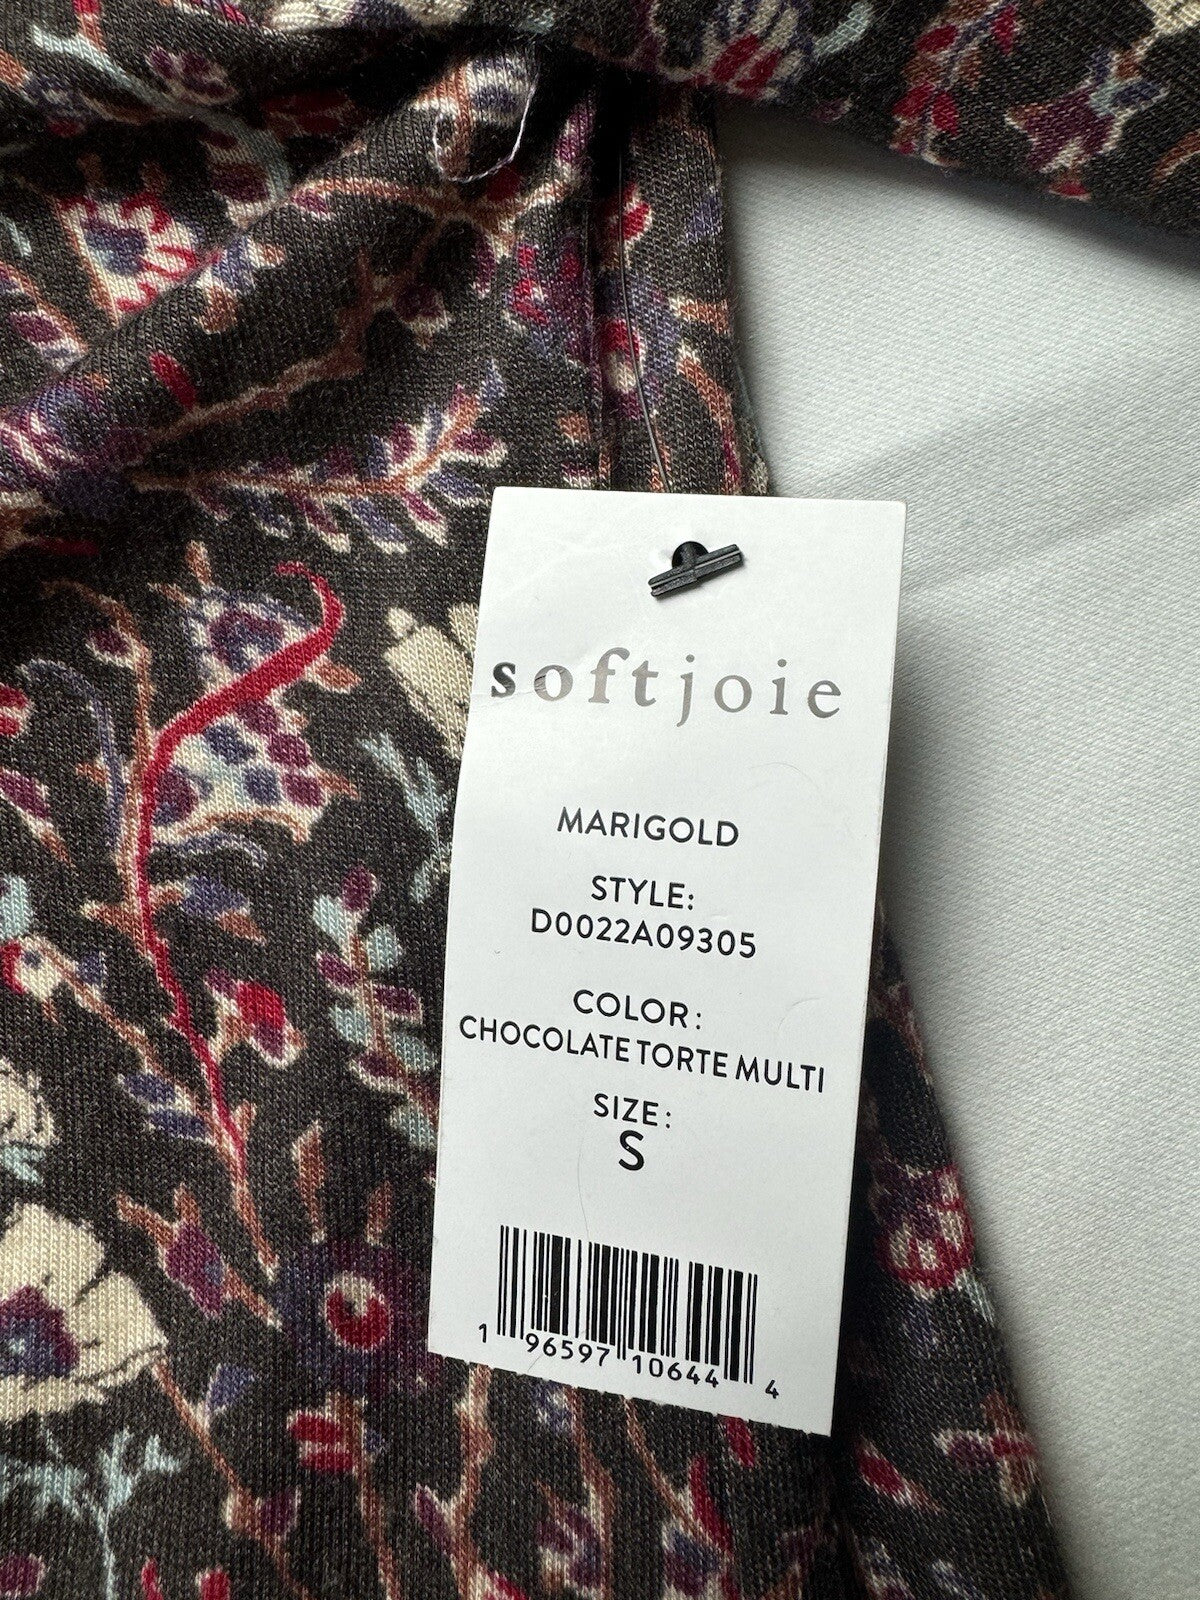 softjoie
MARIGOLD
STYLE:
D0022A09305
COLOR:
CHOCOLATE TORTE MULTI
SIZE:
S
1 96597 10644 4